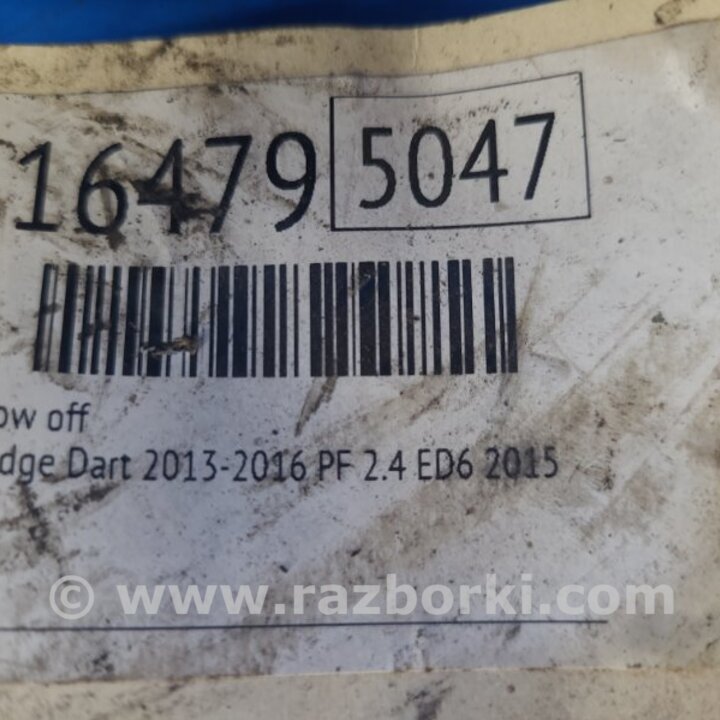 16479 5047
ow off
dge Dart 2013-2016 PF 2.4 ED6 2015
© www.razborki.com